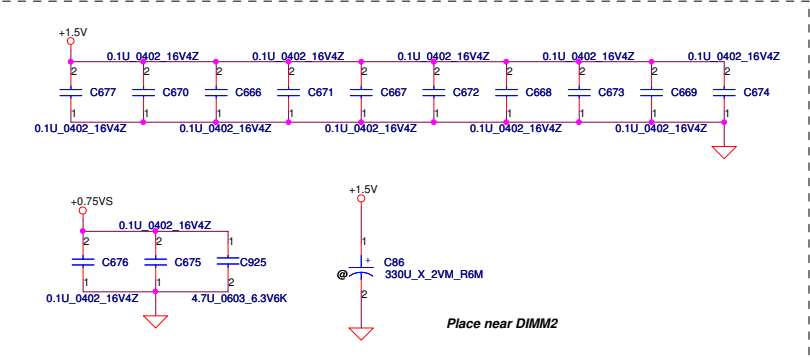 +1.5V
0.1U_0402_16V4Z 0.1U_0402_16V4Z 0.1U_0402_16V4Z 0.1U_0402_16V4Z 0.1U_0402_16V4Z
2 2 2 2 2 2 2 2 2 2
C677 C670 C666 C671 C667 C672 C668 C673 C669 C674
1 1 1 1 1 1 1 1 1 1
0.1U_0402_16V4Z 0.1U_0402_16V4Z 0.1U_0402_16V4Z 0.1U_0402_16V4Z 0.1U_0402_16V4Z
+0.75VS
0.1U_0402_16V4Z
2 2 1
C676 C675 C925
1 1 2
0.1U_0402_16V4Z 4.7U_0603_6.3V6K
+1.5V
1
+ C86
@ 330U_X_2VM_R6M
2
Place near DIMM2